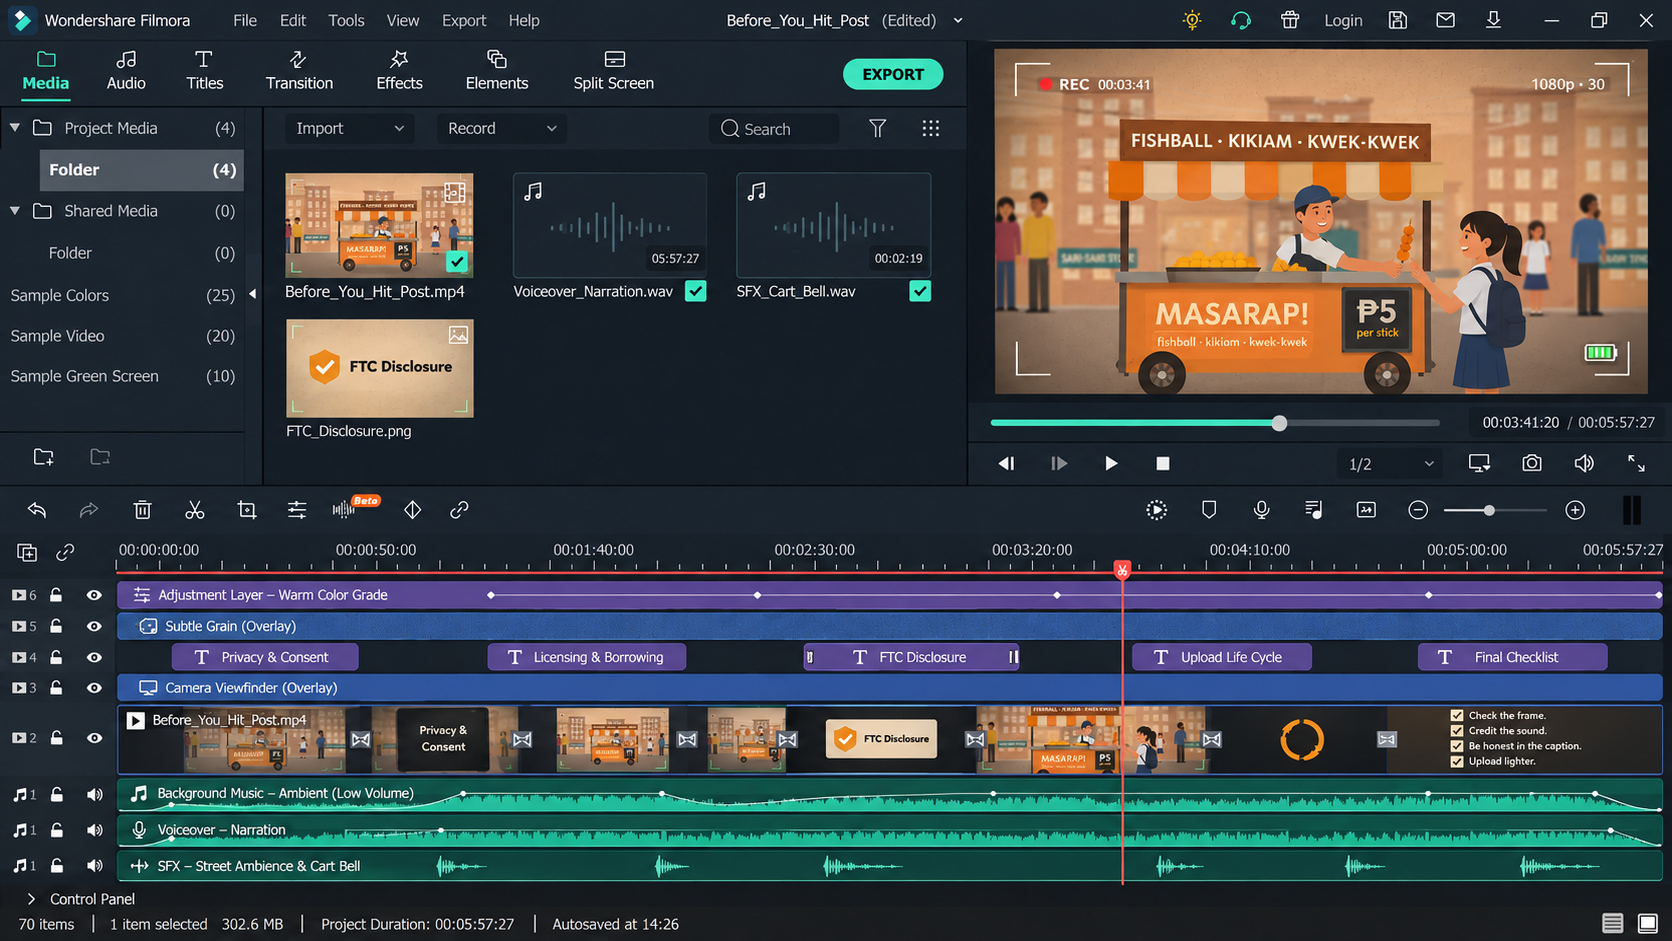 Wondershare Filmora
File Edit Tools View Export Help
Before_You_Hit_Post (Edited)
Login
Media Audio Titles Transition Effects Elements Split Screen
EXPORT
Project Media (4)
Folder (4)
Shared Media (0)
Folder (0)
Sample Colors (25)
Sample Video (20)
Sample Green Screen (10)
Import Record Search
MASARAP! ₱5
Before_You_Hit_Post.mp4
05:57:27
Voiceover_Narration.wav
00:02:19
SFX_Cart_Bell.wav
FTC Disclosure
FTC_Disclosure.png
REC 00:03:41
1080p · 30
FISHBALL · KIKIAM · KWEK-KWEK
SARI-SARI STORE
MASARAP!
fishball · kikiam · kwek-kwek
₱5
per stick
00:03:41:20 / 00:05:57:27
1/2
Beta
00:00:00:00 00:00:50:00 00:01:40:00 00:02:30:00 00:03:20:00 00:04:10:00 00:05:00:00 00:05:57:27
6 Adjustment Layer – Warm Color Grade
5 Subtle Grain (Overlay)
4 Privacy & Consent Licensing & Borrowing FTC Disclosure Upload Life Cycle Final Checklist
3 Camera Viewfinder (Overlay)
2 Before_You_Hit_Post.mp4
Privacy &
Consent
FTC Disclosure
MASARAP! ₱5
Check the frame.
Credit the sound.
Be honest in the caption.
Upload lighter.
1 Background Music – Ambient (Low Volume)
1 Voiceover – Narration
1 SFX – Street Ambience & Cart Bell
Control Panel
70 items 1 item selected 302.6 MB Project Duration: 00:05:57:27 Autosaved at 14:26